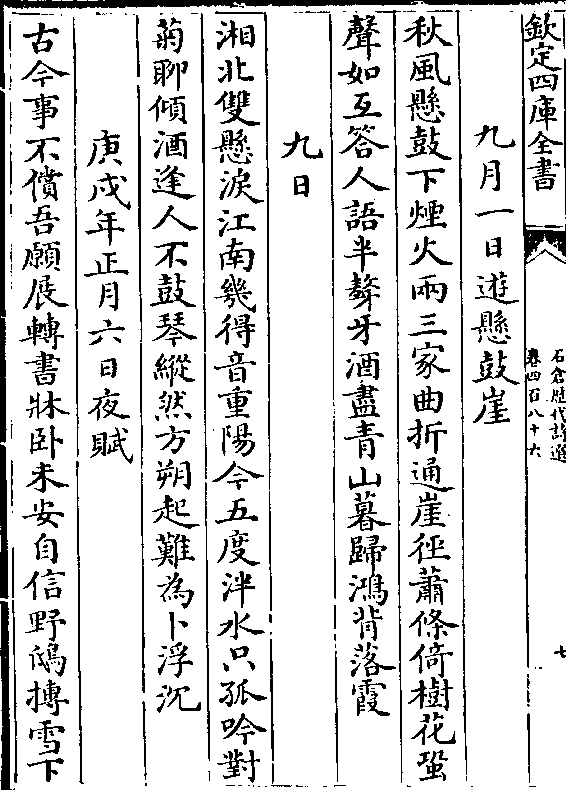 欽定四庫全書
石倉歷代詩選
卷四百八十六
七
九月一日遊懸鼓崖
秋風懸鼓下煙火兩三家曲折通崖徑蕭條倚樹花蛩
聲如互答人語半聱牙酒盡青山暮歸鴻背落霞
九日
湘北雙懸淚江南幾得音重陽今五度泮水只孤吟對
菊聊傾酒逢人不鼓琴縱然方朔起難為卜浮沉
庚戌年正月六日夜賦
古今事不償吾願展轉書牀卧未安自信野鴟摶雪下